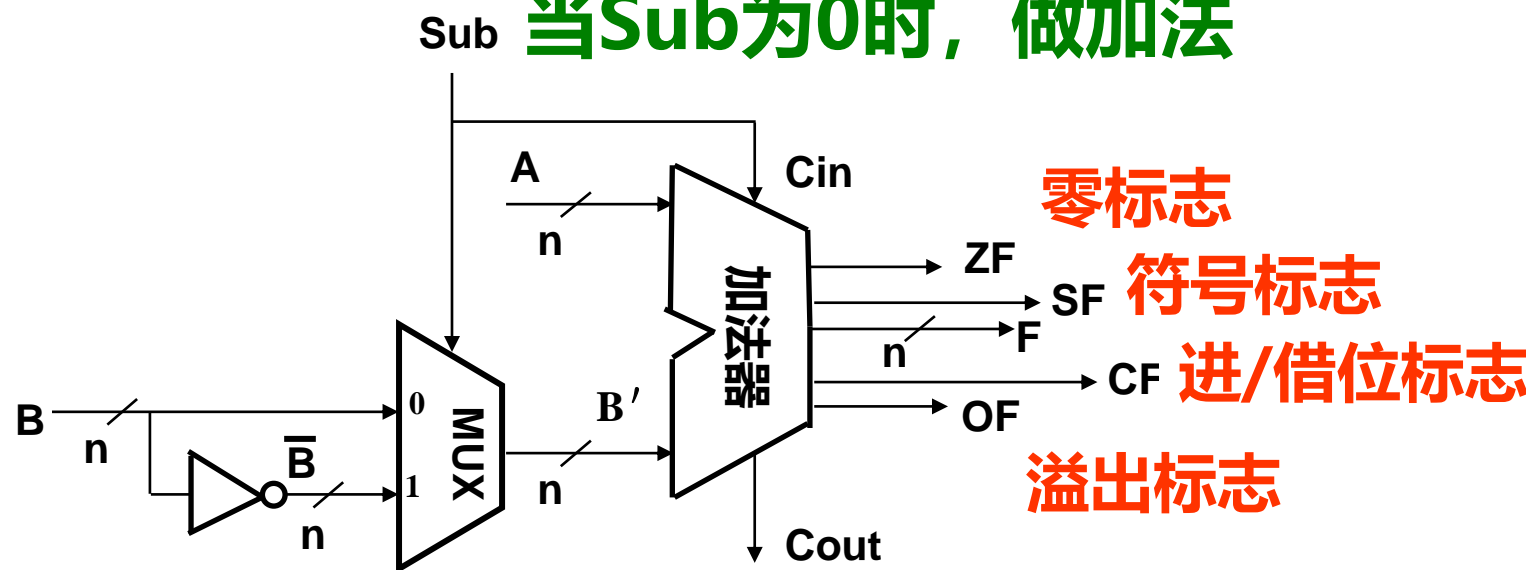 Sub 当Sub为0时，做加法
A
Cin
n
零标志
ZF
SF 符号标志
加法器
n
F
CF 进/借位标志
B
0
B′
OF
n
B
MUX
溢出标志
1
n
n
Cout